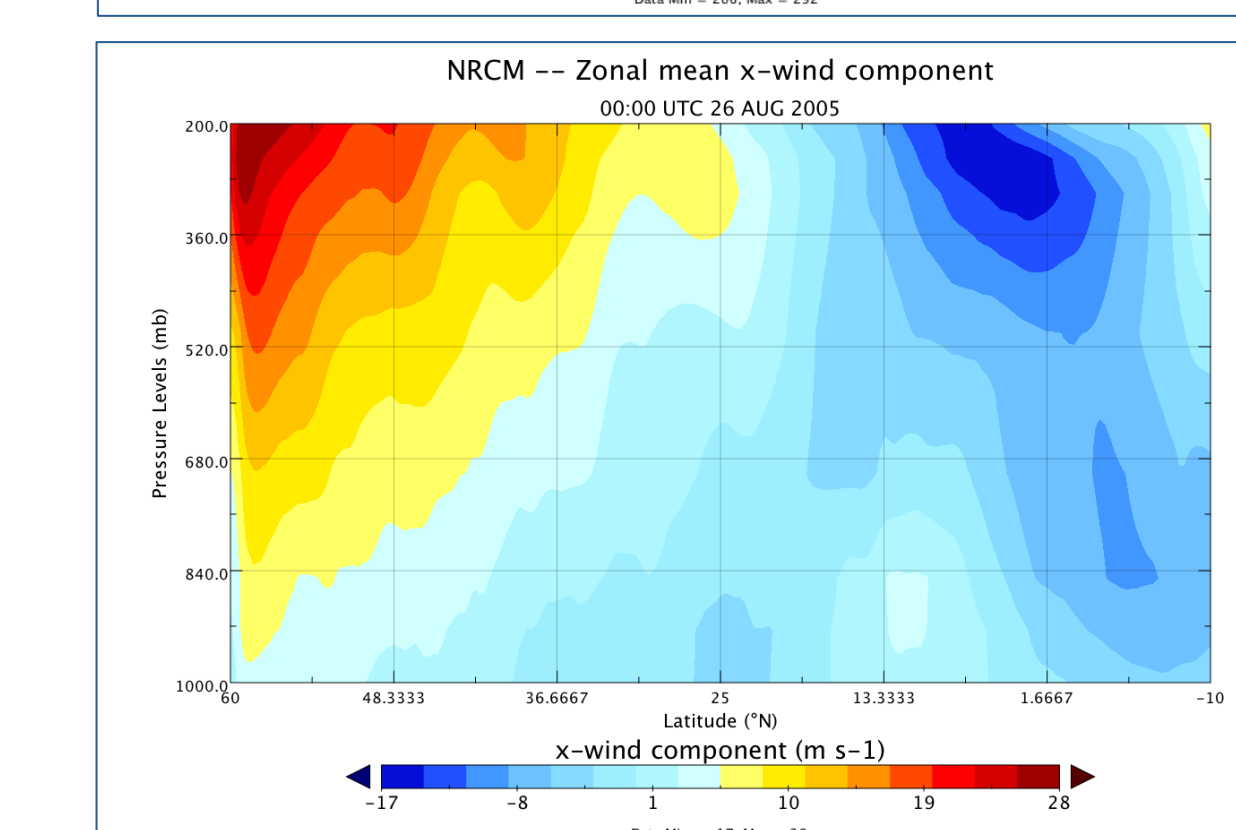 NRCM -- Zonal mean x-wind component
00:00 UTC 26 AUG 2005
200.0
360.0
520.0
680.0
840.0
1000.0
Pressure Levels (mb)
60 48.3333 36.6667 25 13.3333 1.6667 -10
Latitude (°N)
x-wind component (m s-1)
-17 -8 1 10 19 28